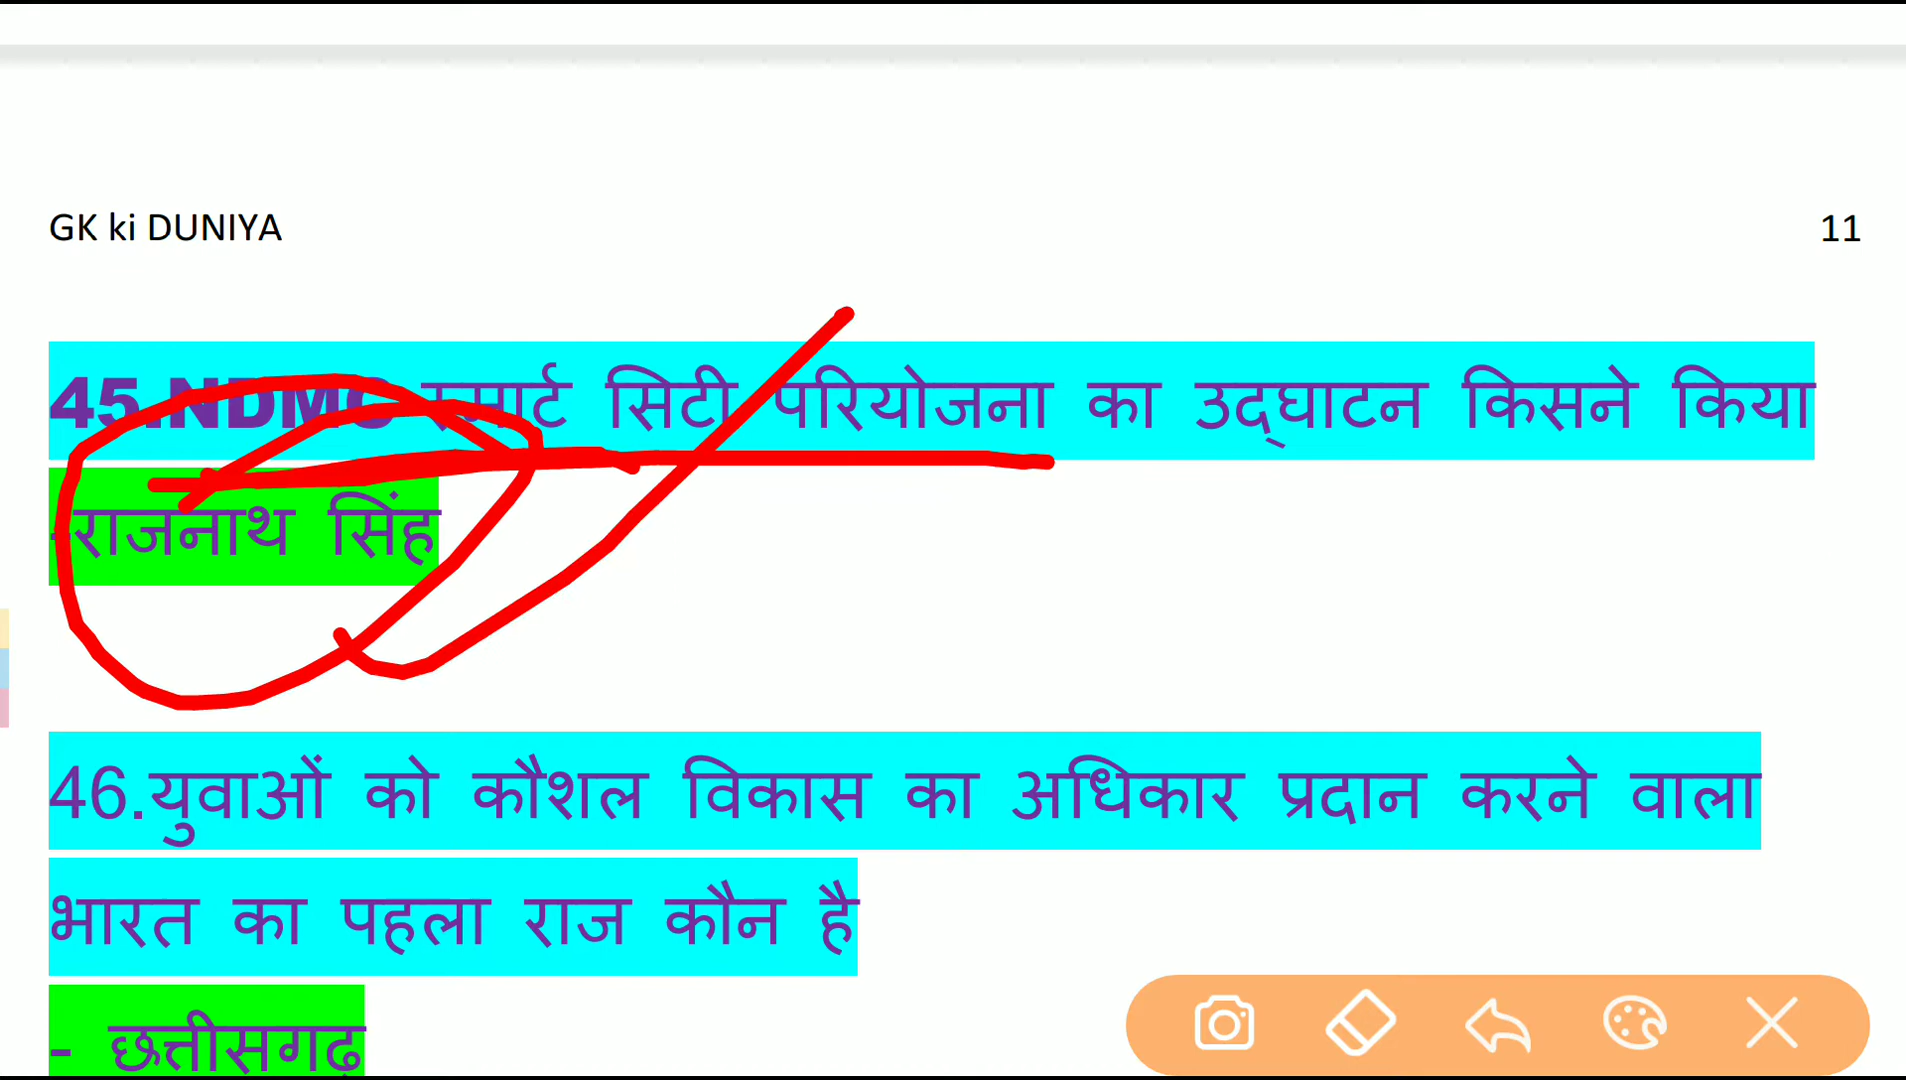 GK ki DUNIYA 11
45.NDMC स्मार्ट सिटी परियोजना का उद्घाटन किसने किया
-राजनाथ सिंह
46.युवाओं को कौशल विकास का अधिकार प्रदान करने वाला
भारत का पहला राज कौन है
- छत्तीसगढ़